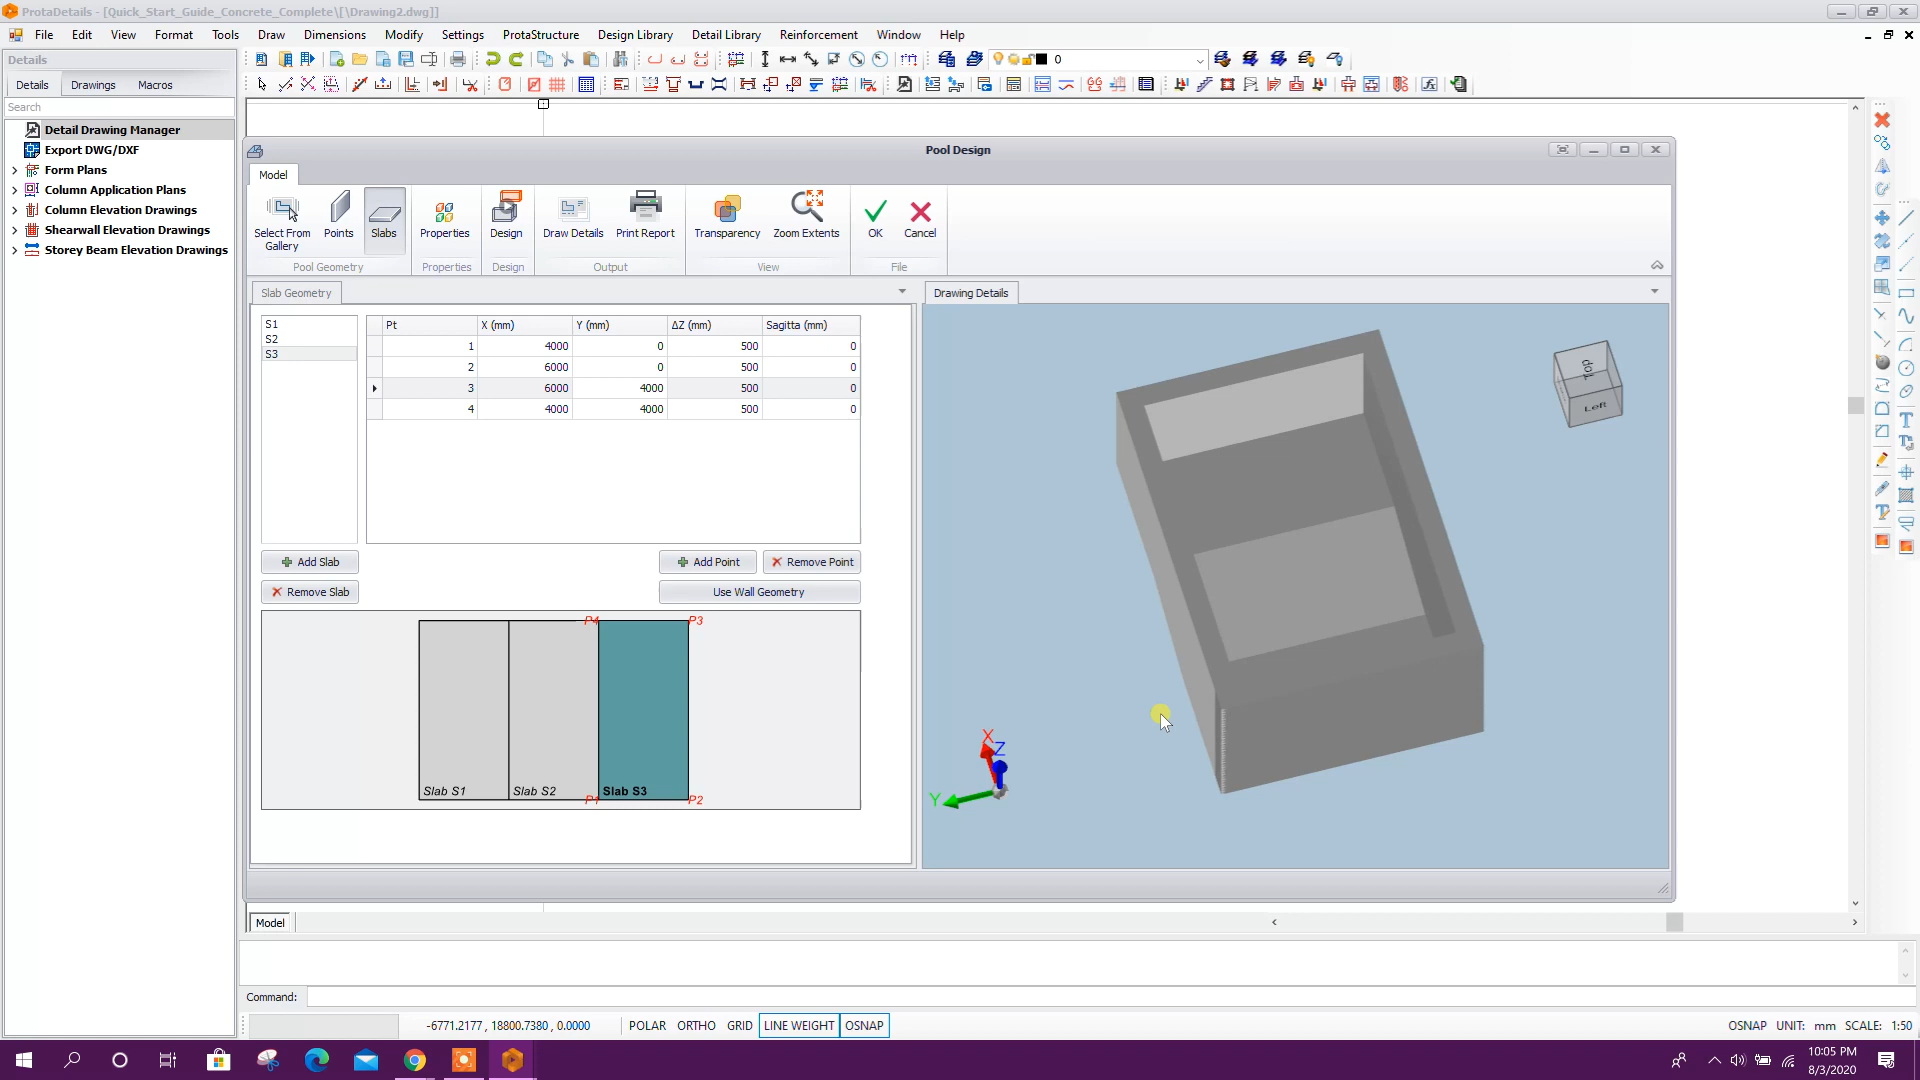 ProtaDetails - [Quick_Start_Guide_Concrete_Complete\[\Drawing2.dwg]]
File Edit View Format Tools Draw Dimensions Modify Settings ProtaStructure Design Library Detail Library Reinforcement Window Help
Details
0
Details Drawings Macros
Search
Detail Drawing Manager
Export DWG/DXF
Form Plans
Column Application Plans
Column Elevation Drawings
Shearwall Elevation Drawings
Storey Beam Elevation Drawings
Pool Design
Model
Select From Gallery Points Slabs Properties Design Draw Details Print Report Transparency Zoom Extents OK Cancel
Pool Geometry Properties Design Output View File
Slab Geometry
Drawing Details
S1
S2
S3
Pt X (mm) Y (mm) ΔZ (mm) Sagitta (mm)
1 4000 0 500 0
2 6000 0 500 0
3 6000 4000 500 0
4 4000 4000 500 0
Add Slab Add Point Remove Point
Remove Slab Use Wall Geometry
P4 P3
Slab S1 Slab S2 Slab S3
P1 P2
Top
Left
X
Z
Y
Model
Command:
-6771.2177 , 18800.7380 , 0.0000 POLAR ORTHO GRID LINE WEIGHT OSNAP OSNAP UNIT: mm SCALE: 1:50
10:05 PM
8/3/2020